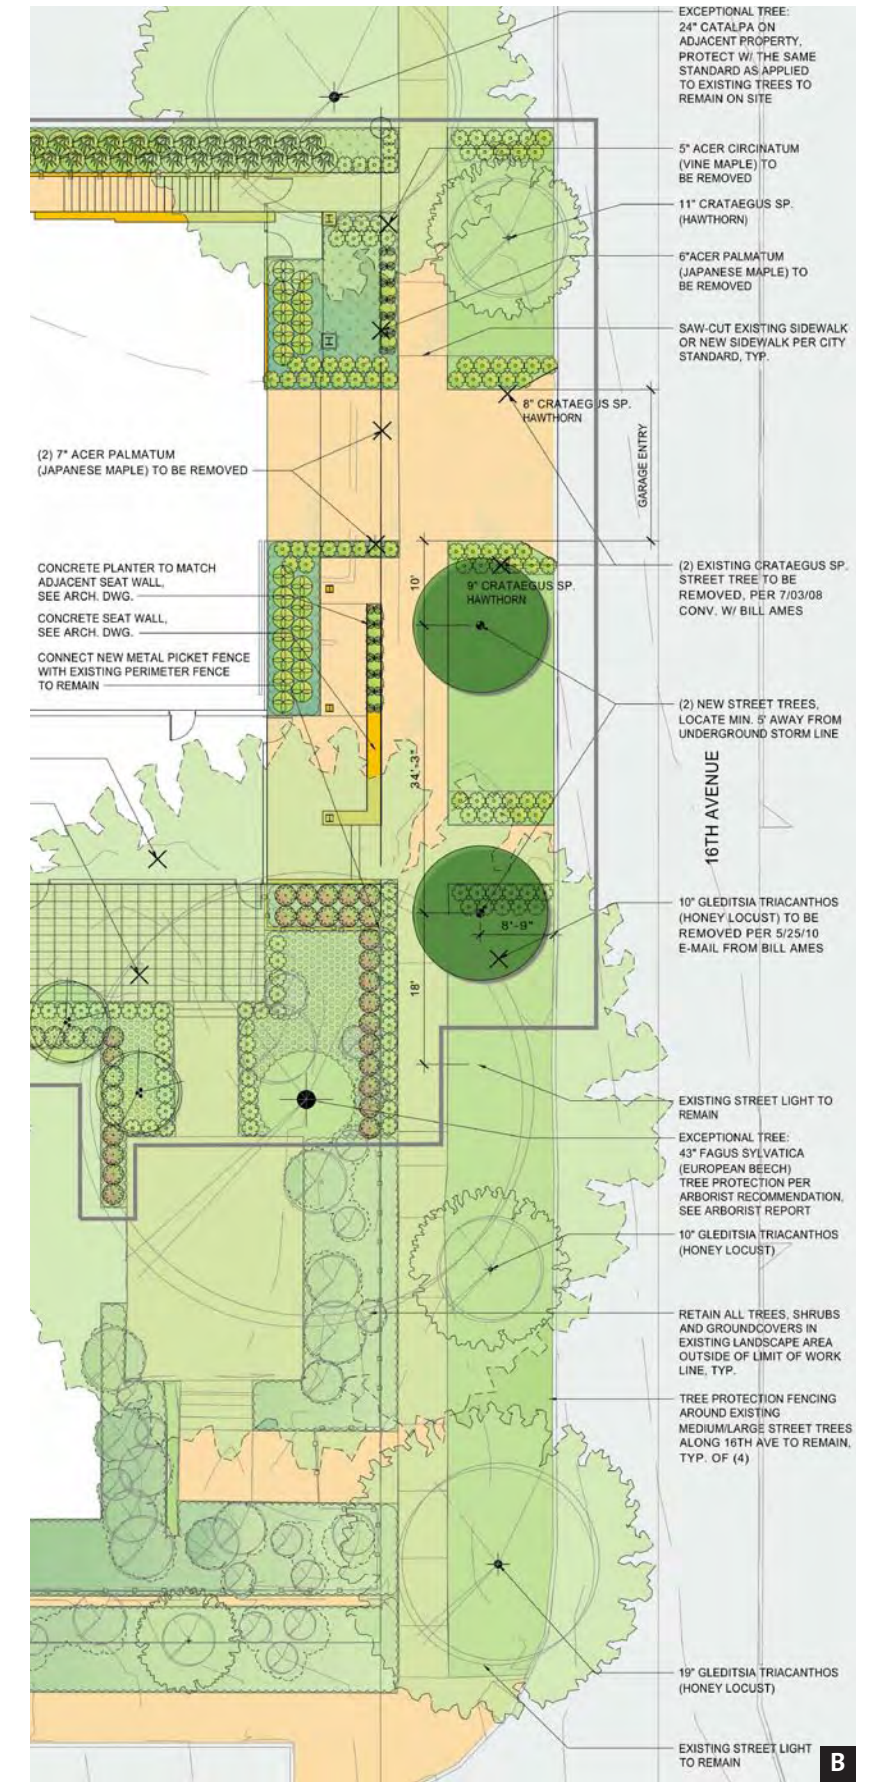 EXCEPTIONAL TREE:
24" CATALPA ON
ADJACENT PROPERTY,
PROTECT W/ THE SAME
STANDARD AS APPLIED
TO EXISTING TREES TO
REMAIN ON SITE
5" ACER CIRCINATUM
(VINE MAPLE) TO
BE REMOVED
11" CRATAEGUS SP.
(HAWTHORN)
6"ACER PALMATUM
(JAPANESE MAPLE) TO
BE REMOVED
SAW-CUT EXISTING SIDEWALK
OR NEW SIDEWALK PER CITY
STANDARD, TYP.
8" CRATAEGUS SP.
HAWTHORN
GARAGE ENTRY
(2) 7" ACER PALMATUM
(JAPANESE MAPLE) TO BE REMOVED
CONCRETE PLANTER TO MATCH
ADJACENT SEAT WALL,
SEE ARCH. DWG.
CONCRETE SEAT WALL,
SEE ARCH. DWG.
CONNECT NEW METAL PICKET FENCE
WITH EXISTING PERIMETER FENCE
TO REMAIN
10'
9" CRATAEGUS SP.
HAWTHORN
(2) EXISTING CRATAEGUS SP.
STREET TREE TO BE
REMOVED, PER 7/03/08
CONV. W/ BILL AMES
(2) NEW STREET TREES,
LOCATE MIN. 5' AWAY FROM
UNDERGROUND STORM LINE
34'-3"
16TH AVENUE
10" GLEDITSIA TRIACANTHOS
(HONEY LOCUST) TO BE
REMOVED PER 5/25/10
E-MAIL FROM BILL AMES
8'-9"
18'
EXISTING STREET LIGHT TO
REMAIN
EXCEPTIONAL TREE:
43" FAGUS SYLVATICA
(EUROPEAN BEECH)
TREE PROTECTION PER
ARBORIST RECOMMENDATION,
SEE ARBORIST REPORT
10" GLEDITSIA TRIACANTHOS
(HONEY LOCUST)
RETAIN ALL TREES, SHRUBS
AND GROUNDCOVERS IN
EXISTING LANDSCAPE AREA
OUTSIDE OF LIMIT OF WORK
LINE, TYP.
TREE PROTECTION FENCING
AROUND EXISTING
MEDIUM/LARGE STREET TREES
ALONG 16TH AVE TO REMAIN,
TYP. OF (4)
19" GLEDITSIA TRIACANTHOS
(HONEY LOCUST)
EXISTING STREET LIGHT
TO REMAIN
B